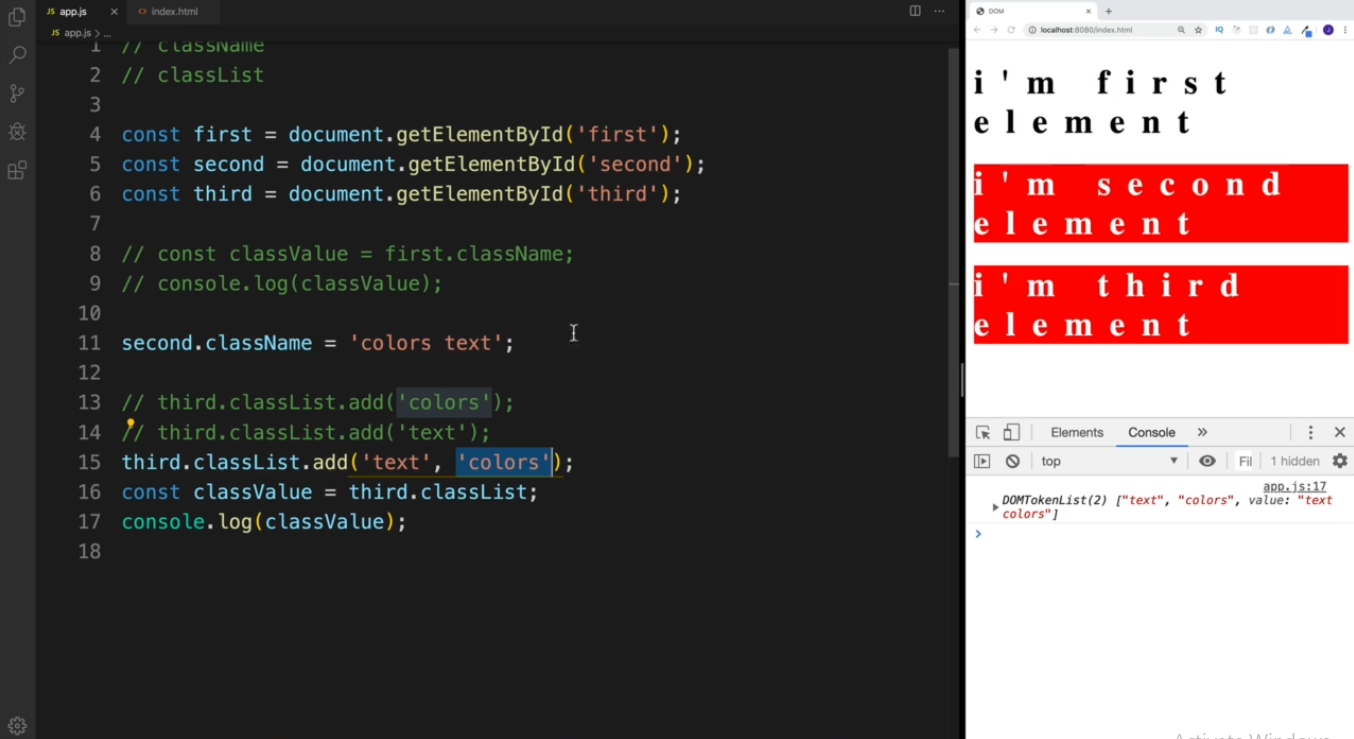 app.js
index.html
app.js > ...
1 // className
2 // classList
3
4 const first = document.getElementById('first');
5 const second = document.getElementById('second');
6 const third = document.getElementById('third');
7
8 // const classValue = first.className;
9 // console.log(classValue);
10
11 second.className = 'colors text';
12
13 // third.classList.add('colors');
14 // third.classList.add('text');
15 third.classList.add('text', 'colors');
16 const classValue = third.classList;
17 console.log(classValue);
18
DOM
localhost:8080/index.html
i'm first
element
i'm second
element
i'm third
element
Elements Console
top Fil 1 hidden
app.js:17
DOMTokenList(2) ["text", "colors", value: "text
colors"]